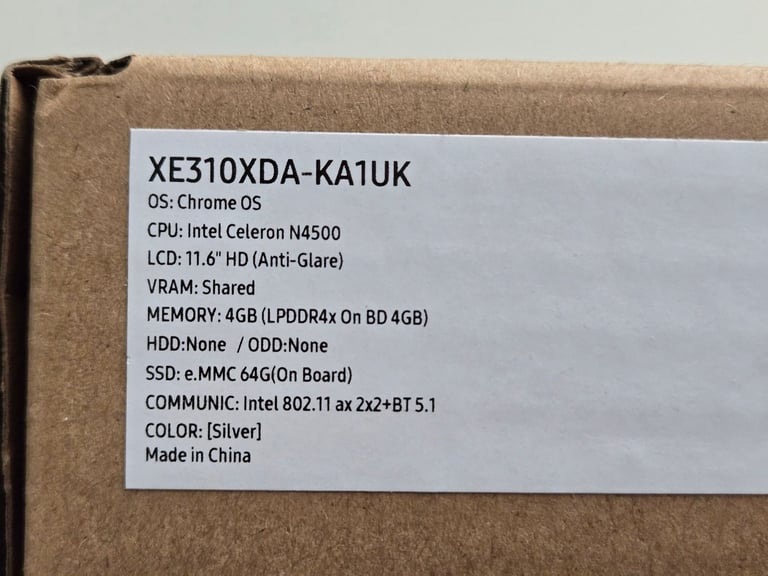 XE310XDA-KA1UK
OS: Chrome OS
CPU: Intel Celeron N4500
LCD: 11.6" HD (Anti-Glare)
VRAM: Shared
MEMORY: 4GB (LPDDR4x On BD 4GB)
HDD:None / ODD:None
SSD: e.MMC 64G(On Board)
COMMUNIC: Intel 802.11 ax 2x2+BT 5.1
COLOR: [Silver]
Made in China